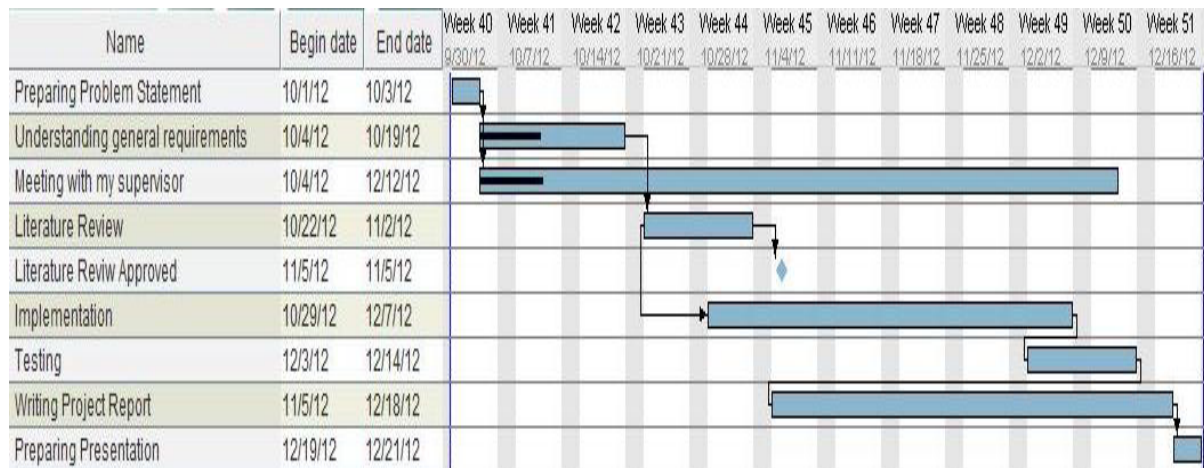 Name Begin date End date Week 40 Week 41 Week 42 Week 43 Week 44 Week 45 Week 46 Week 47 Week 48 Week 49 Week 50 Week 51
9/30/12 10/7/12 10/14/12 10/21/12 10/28/12 11/4/12 11/11/12 11/18/12 11/25/12 12/2/12 12/9/12 12/16/12
Preparing Problem Statement 10/1/12 10/3/12
Understanding general requirements 10/4/12 10/19/12
Meeting with my supervisor 10/4/12 12/12/12
Literature Review 10/22/12 11/2/12
Literature Reviw Approved 11/5/12 11/5/12
Implementation 10/29/12 12/7/12
Testing 12/3/12 12/14/12
Writing Project Report 11/5/12 12/18/12
Preparing Presentation 12/19/12 12/21/12